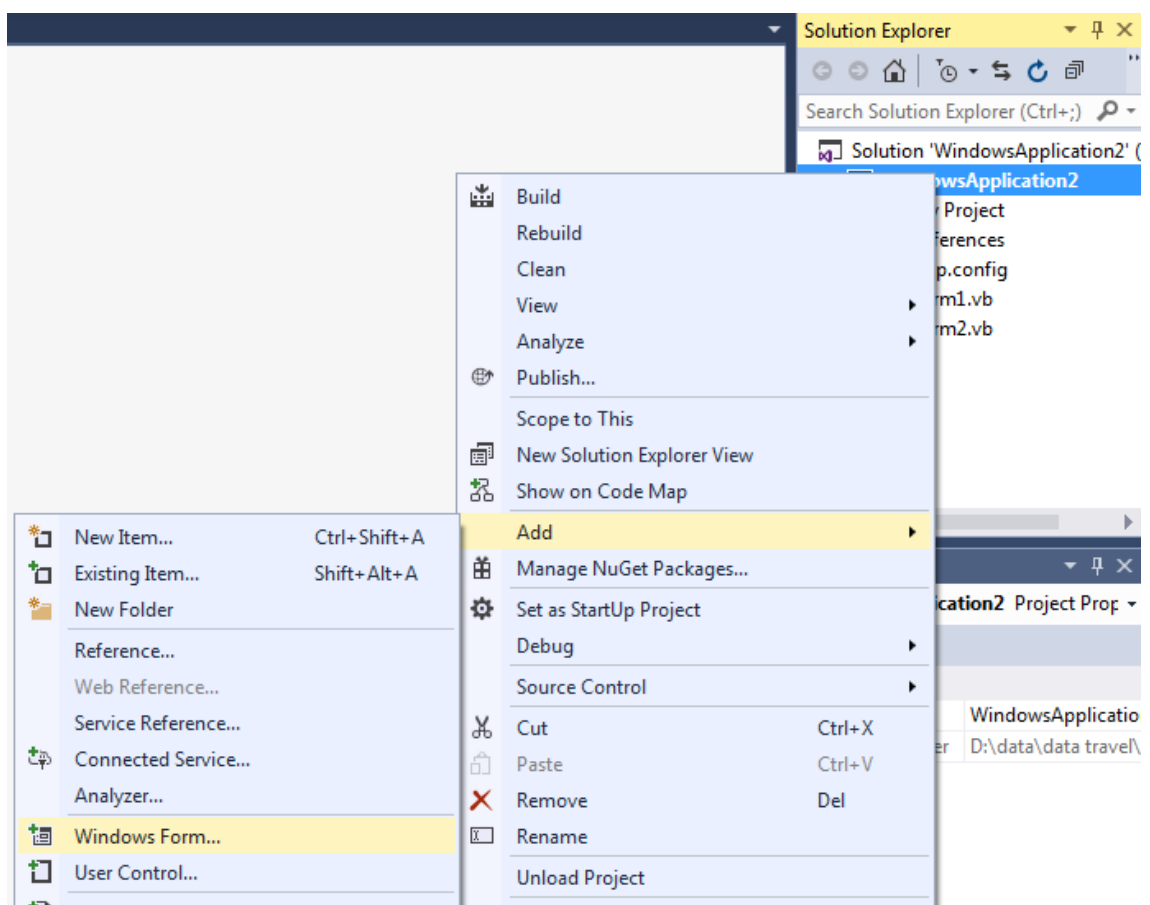 Solution Explorer
Search Solution Explorer (Ctrl+;)
Solution 'WindowsApplication2' (
owsApplication2
Project
ferences
p.config
rm1.vb
rm2.vb
Build
Rebuild
Clean
View
Analyze
Publish...
Scope to This
New Solution Explorer View
Show on Code Map
Add
Manage NuGet Packages...
Set as StartUp Project
Debug
Source Control
Cut Ctrl+X
Paste Ctrl+V
Remove Del
Rename
Unload Project
New Item... Ctrl+Shift+A
Existing Item... Shift+Alt+A
New Folder
Reference...
Web Reference...
Service Reference...
Connected Service...
Analyzer...
Windows Form...
User Control...
cation2 Project Prop
WindowsApplicatio
er D:\data\data travel\